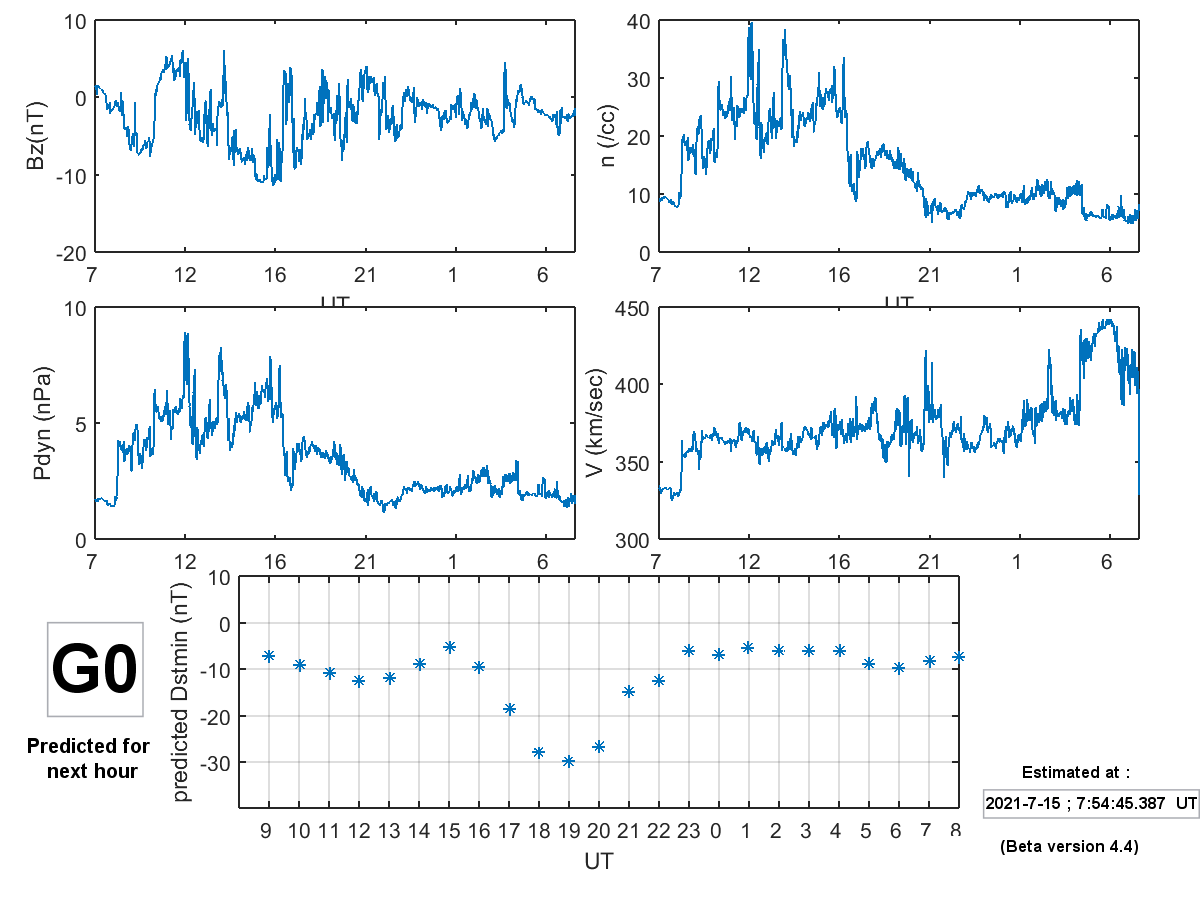 10
0
-10
-20
Bz(nT)
7 12 16 21 1 6
UT
40
30
20
10
0
n (/cc)
7 12 16 21 1 6
UT
10
5
0
Pdyn (nPa)
7 12 16 21 1 6
450
400
350
300
V (km/sec)
7 12 16 21 1 6
10
0
-10
-20
-30
predicted Dstmin (nT)
9 10 11 12 13 14 15 16 17 18 19 20 21 22 23 0 1 2 3 4 5 6 7 8
UT
G0
Predicted for
next hour
Estimated at :
2021-7-15 ; 7:54:45.387 UT
(Beta version 4.4)